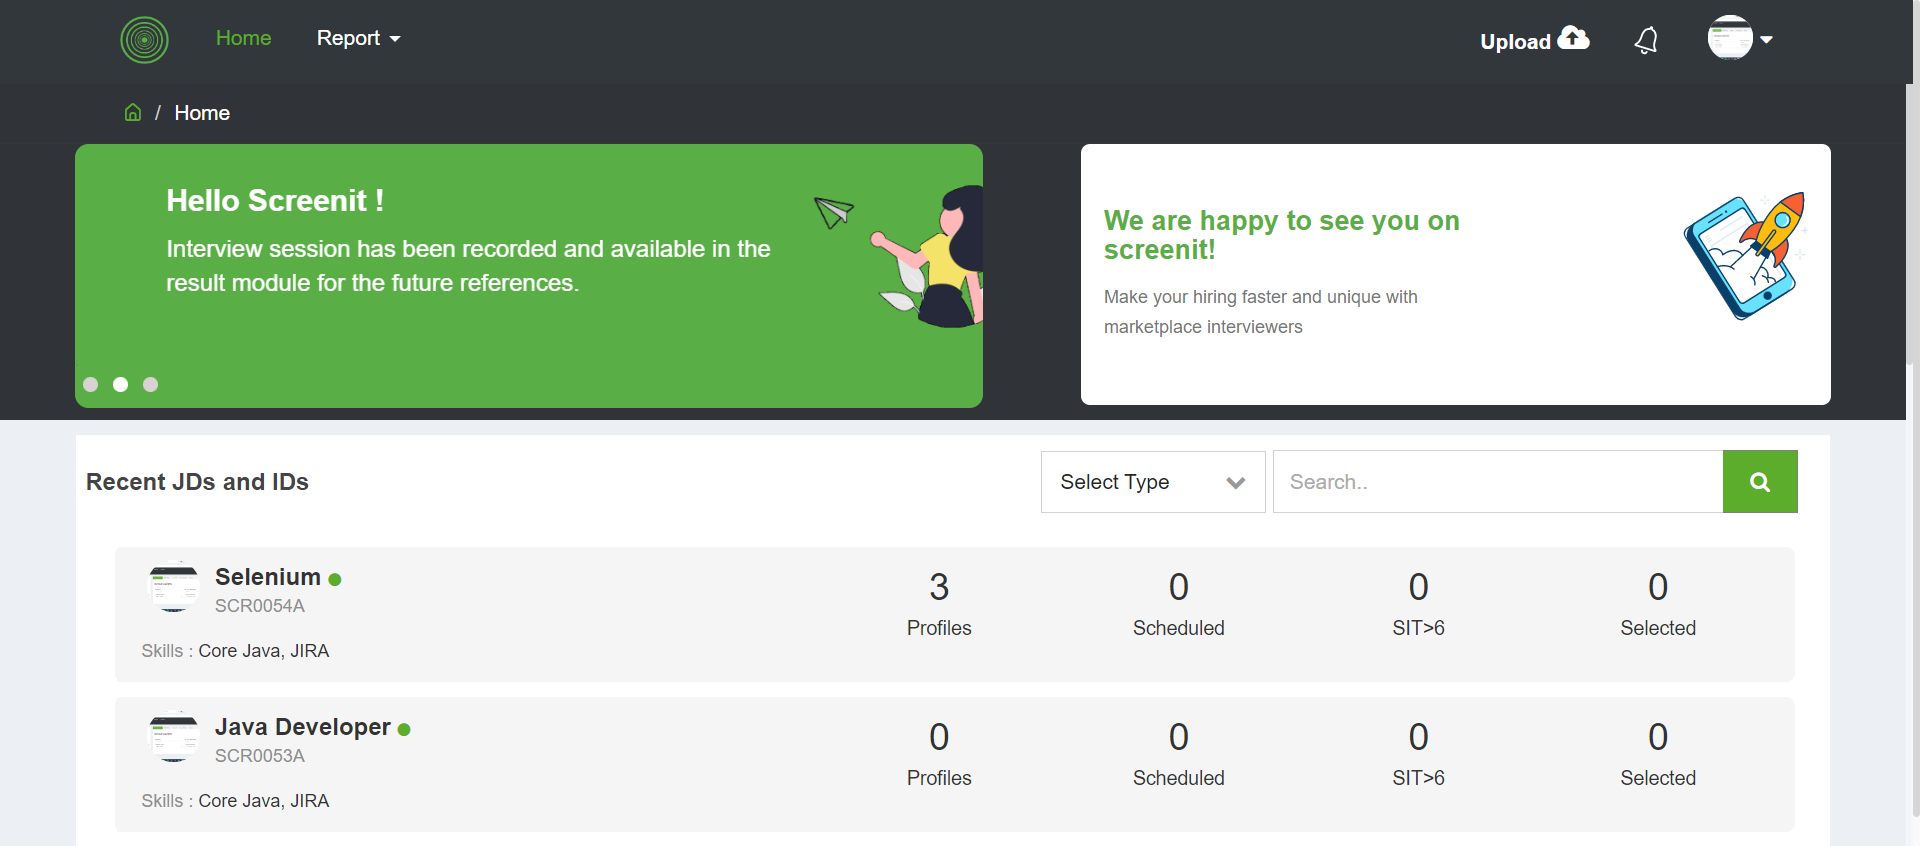 Home
Report
Upload
/ Home
Hello Screenit !
Interview session has been recorded and available in the
result module for the future references.
We are happy to see you on
screenit!
Make your hiring faster and unique with
marketplace interviewers
Recent JDs and IDs
Select Type
Search..
Selenium
SCR0054A
Skills : Core Java, JIRA
3
Profiles
0
Scheduled
0
SIT>6
0
Selected
Java Developer
SCR0053A
Skills : Core Java, JIRA
0
Profiles
0
Scheduled
0
SIT>6
0
Selected